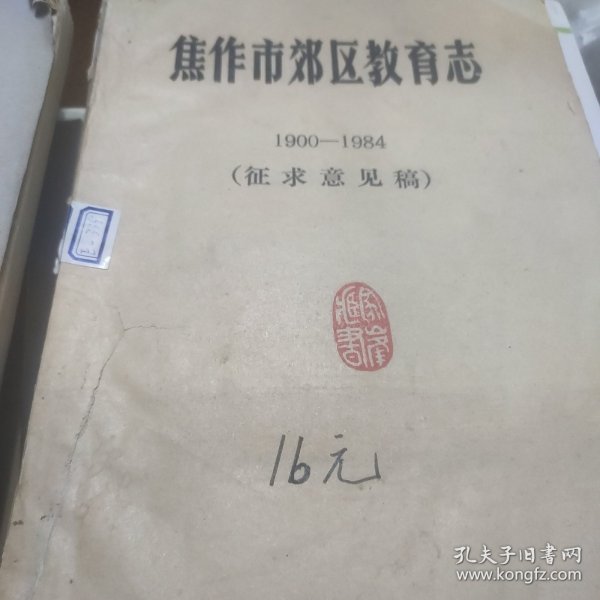 焦作市郊区教育志
1900—1984
(征求意见稿)
16元
孔夫子旧书网
www.kongfz.com